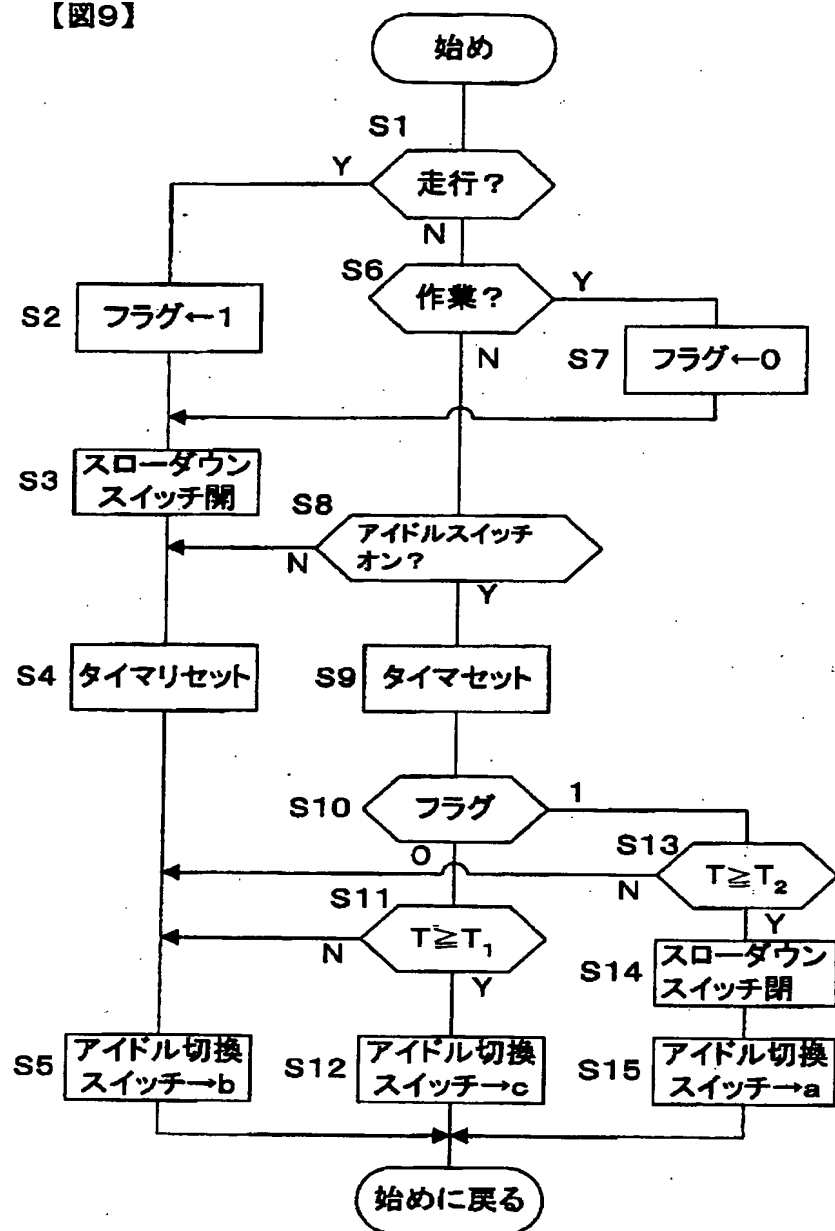 【図9】
始め
S1
走行?
Y
N
S6
作業?
Y
N
S2
フラグ←1
S7
フラグ←0
S3
スローダウン
スイッチ開
S8
アイドルスイッチ
オン?
N
Y
S4
タイマリセット
S9
タイマセット
S10
フラグ
1
0
S13
T≧T₂
N
Y
S11
T≧T₁
N
Y
S14
スローダウン
スイッチ閉
S5
アイドル切換
スイッチ→b
S12
アイドル切換
スイッチ→c
S15
アイドル切換
スイッチ→a
始めに戻る